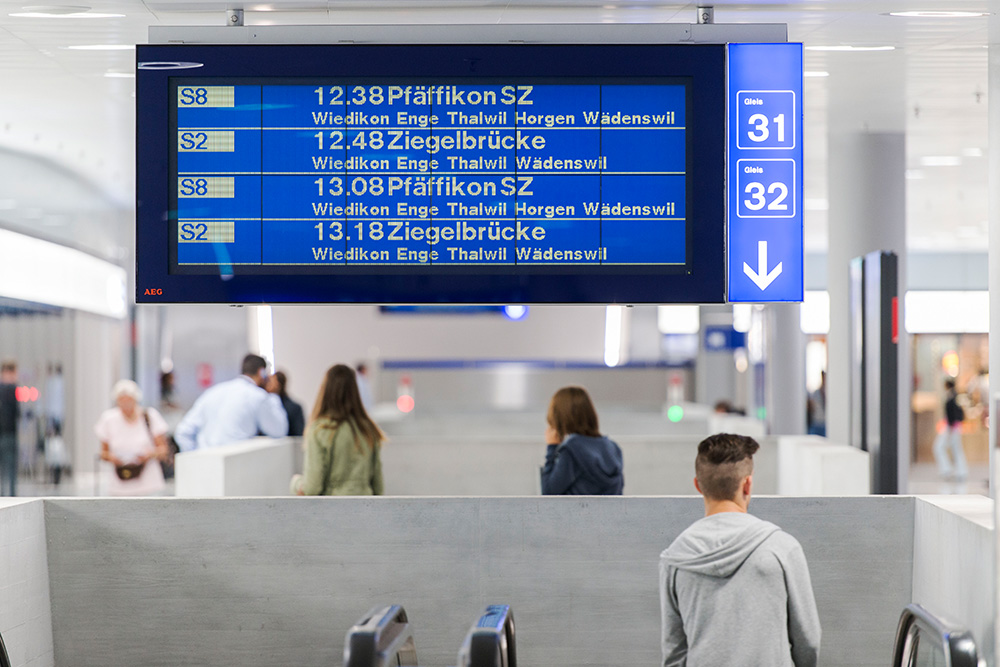 S8 12.38 Pfäffikon SZ
Wiedikon Enge Thalwil Horgen Wädenswil
S2 12.48 Ziegelbrücke
Wiedikon Enge Thalwil Wädenswil
S8 13.08 Pfäffikon SZ
Wiedikon Enge Thalwil Horgen Wädenswil
S2 13.18 Ziegelbrücke
Wiedikon Enge Thalwil Wädenswil
AEG
Gleis
31
Gleis
32